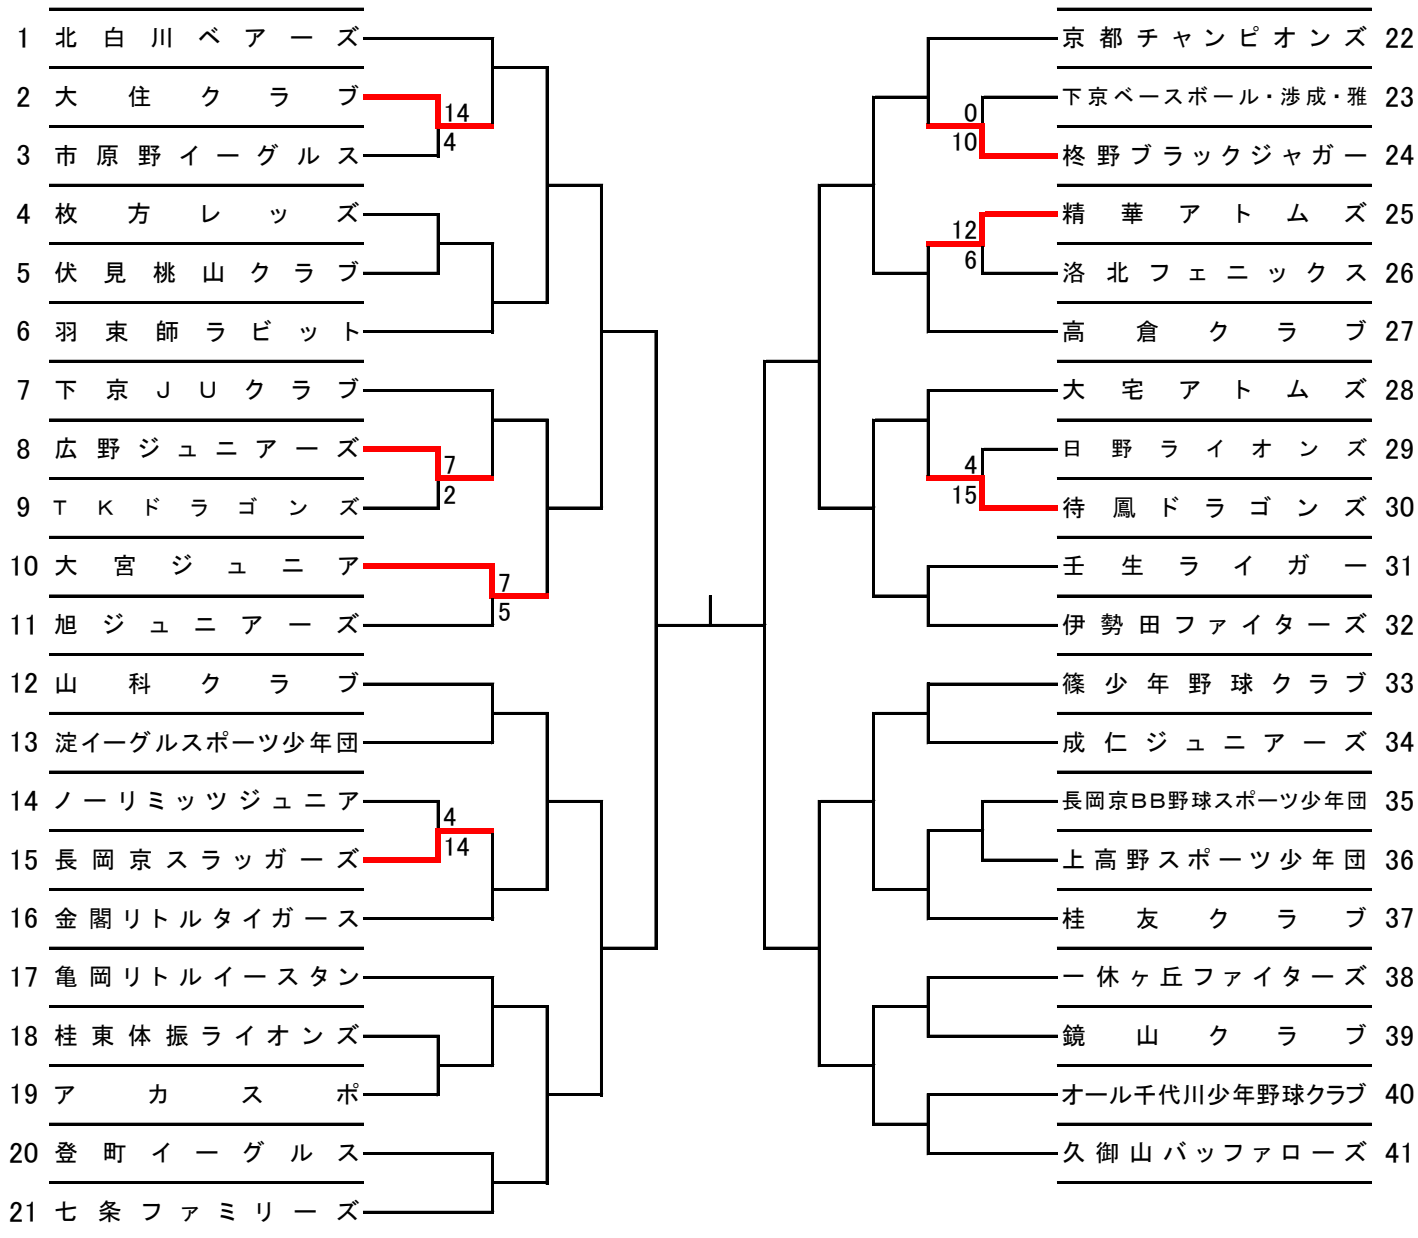 1 北白川ベアーズ
2 大住クラブ
14
4
3 市原野イーグルス
4 枚方レッズ
5 伏見桃山クラブ
6 羽束師ラビット
7 下京JUクラブ
8 広野ジュニアーズ
7
2
9 TKドラゴンズ
10 大宮ジュニア
7
5
11 旭ジュニアーズ
12 山科クラブ
13 淀イーグルスポーツ少年団
14 ノーリミッツジュニア
4
14
15 長岡京スラッガーズ
16 金閣リトルタイガース
17 亀岡リトルイースタン
18 桂東体振ライオンズ
19 アカスポ
20 登町イーグルス
21 七条ファミリーズ
京都チャンピオンズ 22
下京ベースボール・渉成・雅 23
0
10
柊野ブラックジャガー 24
精華アトムズ 25
12
6
洛北フェニックス 26
高倉クラブ 27
大宅アトムズ 28
日野ライオンズ 29
4
15
待鳳ドラゴンズ 30
壬生ライガー 31
伊勢田ファイターズ 32
篠少年野球クラブ 33
成仁ジュニアーズ 34
長岡京BB野球スポーツ少年団 35
上高野スポーツ少年団 36
桂友クラブ 37
一休ヶ丘ファイターズ 38
鏡山クラブ 39
オール千代川少年野球クラブ 40
久御山バッファローズ 41